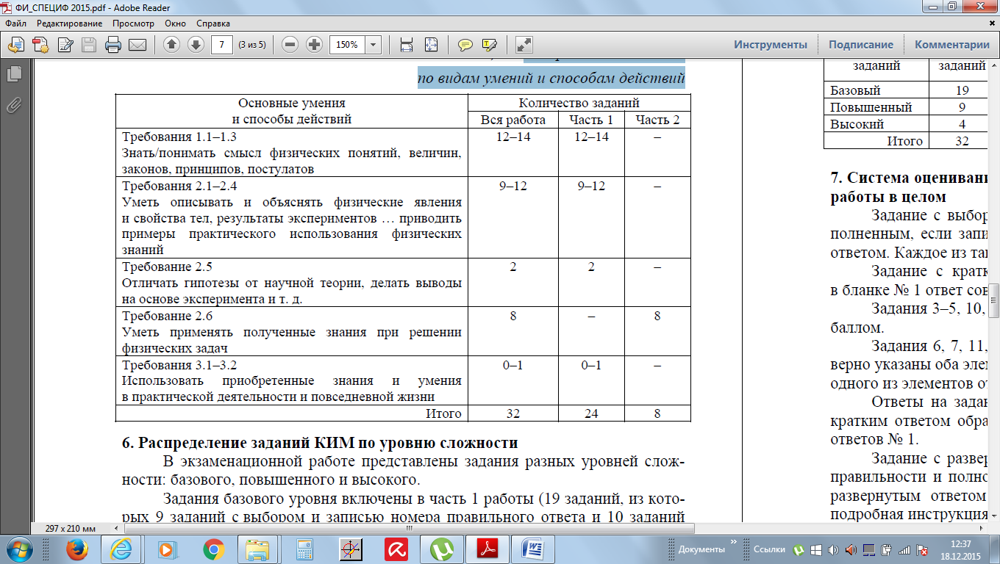 ФИ_СПЕЦИФ 2015.pdf - Adobe Reader
Файл Редактирование Просмотр Окно Справка
7 (3 из 5) 150% Инструменты Подписание Комментарии
по видам умений и способам действий
Основные умения
и способы действий
Количество заданий
Вся работа Часть 1 Часть 2
Требования 1.1–1.3 12–14 12–14 –
Знать/понимать смысл физических понятий, величин,
законов, принципов, постулатов
Требования 2.1–2.4 9–12 9–12 –
Уметь описывать и объяснять физические явления
и свойства тел, результаты экспериментов … приводить
примеры практического использования физических
знаний
Требование 2.5 2 2 –
Отличать гипотезы от научной теории, делать выводы
на основе эксперимента и т. д.
Требование 2.6 8 – 8
Уметь применять полученные знания при решении
физических задач
Требования 3.1–3.2 0–1 0–1 –
Использовать приобретенные знания и умения
в практической деятельности и повседневной жизни
Итого 32 24 8
6. Распределение заданий КИМ по уровню сложности
В экзаменационной работе представлены задания разных уровней слож-
ности: базового, повышенного и высокого.
Задания базового уровня включены в часть 1 работы (19 заданий, из кото-
рых 9 заданий с выбором и записью номера правильного ответа и 10 заданий
заданий заданий
Базовый 19
Повышенный 9
Высокий 4
Итого 32
7. Система оцениван
работы в целом
Задание с выбор
полненным, если запи
ответом. Каждое из та
Задание с кратк
в бланке № 1 ответ сов
Задания 3–5, 10,
баллом.
Задания 6, 7, 11,
верно указаны оба эле
одного из элементов о
Ответы на задан
кратким ответом обра
ответов № 1.
Задание с развер
правильности и полно
развернутым ответом
подробная инструкция
297 x 210 мм
Документы » Ссылки 12:37
18.12.2015